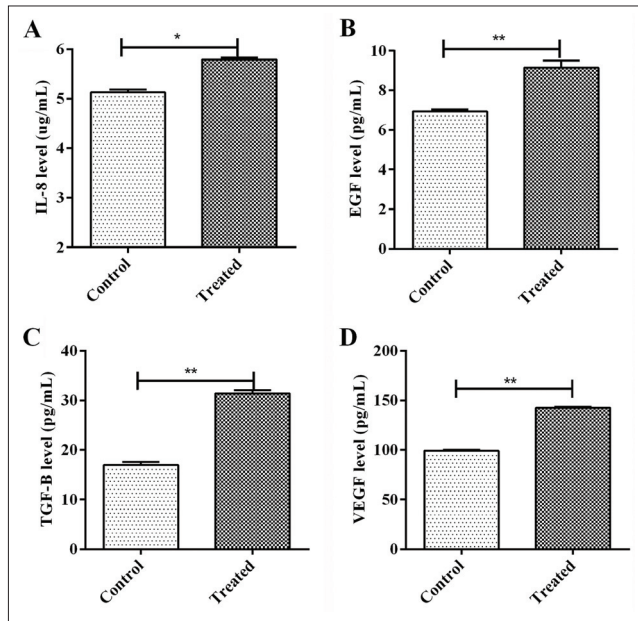 A
*
IL-8 level (ug/mL)
6
5
4
3
2
Control
Treated
B
**
EGF level (pg/mL)
10
8
6
4
2
0
Control
Treated
C
**
TGF-B level (pg/mL)
40
30
20
10
0
Control
Treated
D
**
VEGF level (pg/mL)
200
150
100
50
0
Control
Treated